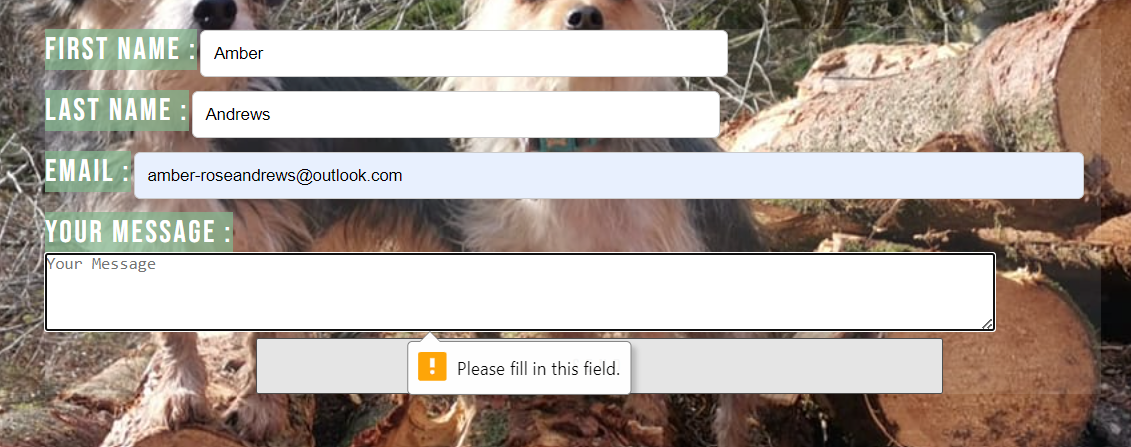 FIRST NAME : Amber
LAST NAME : Andrews
EMAIL : amber-roseandrews@outlook.com
YOUR MESSAGE :
Your Message
Please fill in this field.